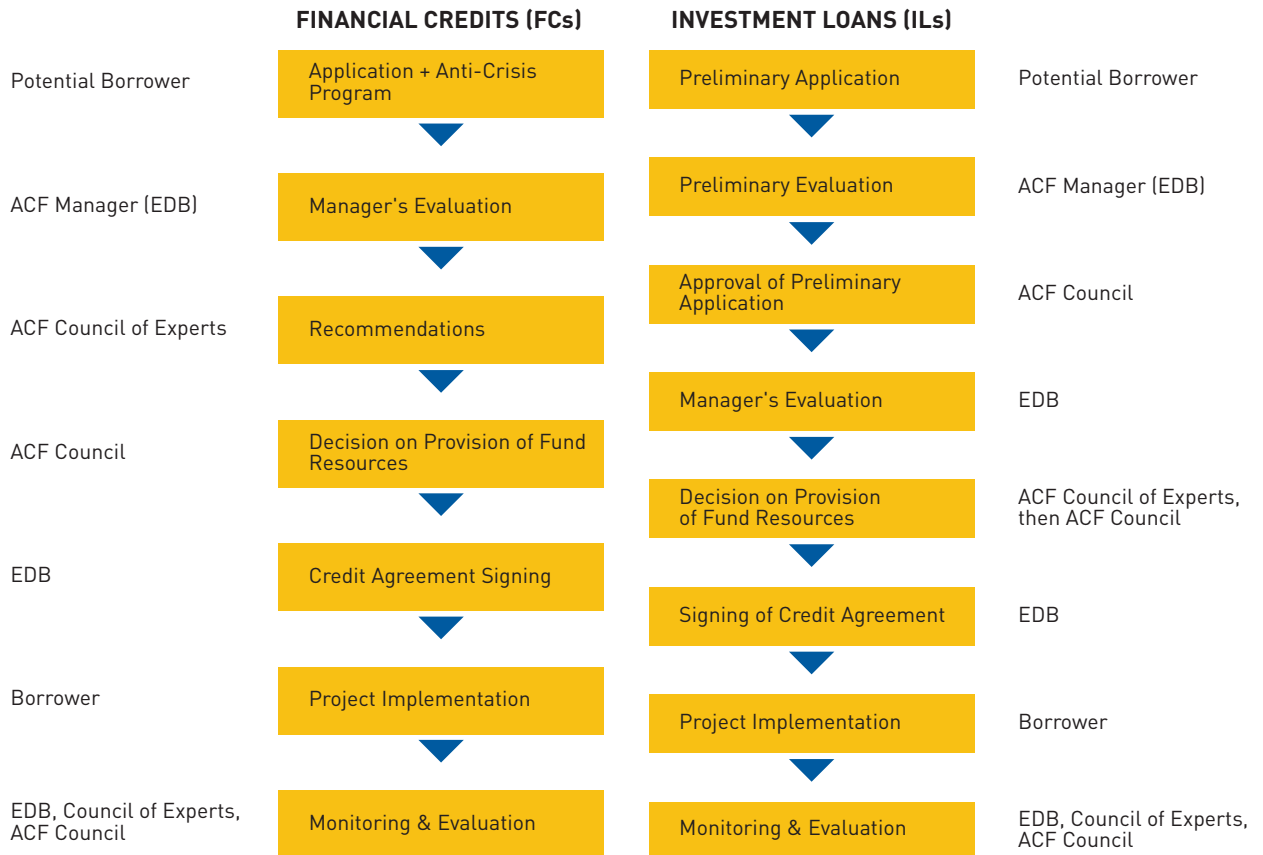 FINANCIAL CREDITS (FCs)
INVESTMENT LOANS (ILs)
Potential Borrower
Application + Anti-Crisis
Program
Preliminary Application
Potential Borrower
ACF Manager (EDB)
Manager's Evaluation
Preliminary Evaluation
ACF Manager (EDB)
ACF Council of Experts
Recommendations
Approval of Preliminary
Application
ACF Council
ACF Council
Decision on Provision of Fund
Resources
Manager's Evaluation
EDB
Decision on Provision
of Fund Resources
ACF Council of Experts,
then ACF Council
EDB
Credit Agreement Signing
Signing of Credit Agreement
EDB
Borrower
Project Implementation
Project Implementation
Borrower
EDB, Council of Experts,
ACF Council
Monitoring & Evaluation
Monitoring & Evaluation
EDB, Council of Experts,
ACF Council